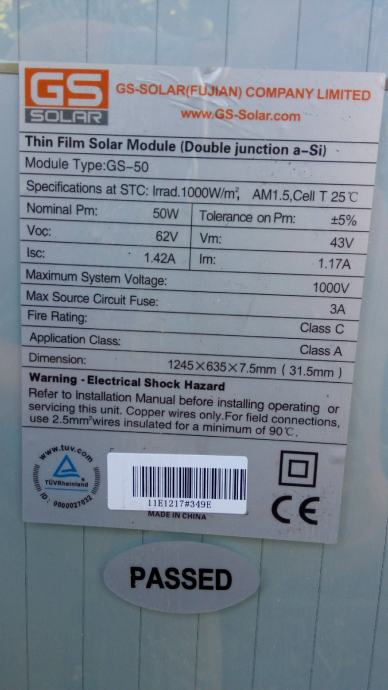 GS
SOLAR
GS-SOLAR(FUJIAN) COMPANY LIMITED
www.GS-Solar.com
Thin Film Solar Module (Double junction a-Si)
Module Type:GS-50
Specifications at STC: Irrad.1000W/m², AM1.5,Cell T 25℃
Nominal Pm: 50W Tolerance on Pm: ±5%
Voc: 62V Vm: 43V
Isc: 1.42A Im: 1.17A
Maximum System Voltage: 1000V
Max Source Circuit Fuse: 3A
Fire Rating: Class C
Application Class: Class A
Dimension: 1245×635×7.5mm ( 31.5mm )
Warning - Electrical Shock Hazard
Refer to Installation Manual before installing operating or
servicing this unit. Copper wires only.For field connections,
use 2.5mm²wires insulated for a minimum of 90℃.
www.tuv.com
TÜVRheinland
ID: 0000027932
11E1217#349E
MADE IN CHINA
CE
PASSED